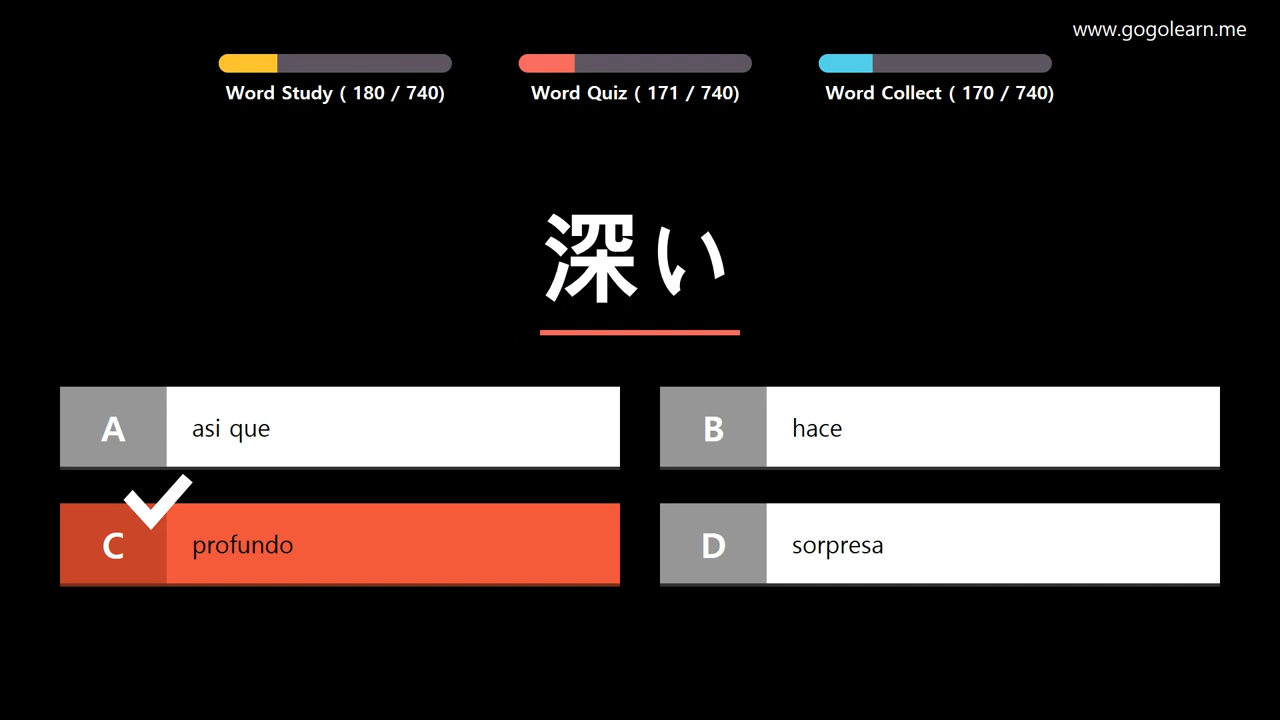 www.gogolearn.me
Word Study ( 180 / 740)
Word Quiz ( 171 / 740)
Word Collect ( 170 / 740)
深い
A
asi que
B
hace
C
profundo
D
sorpresa